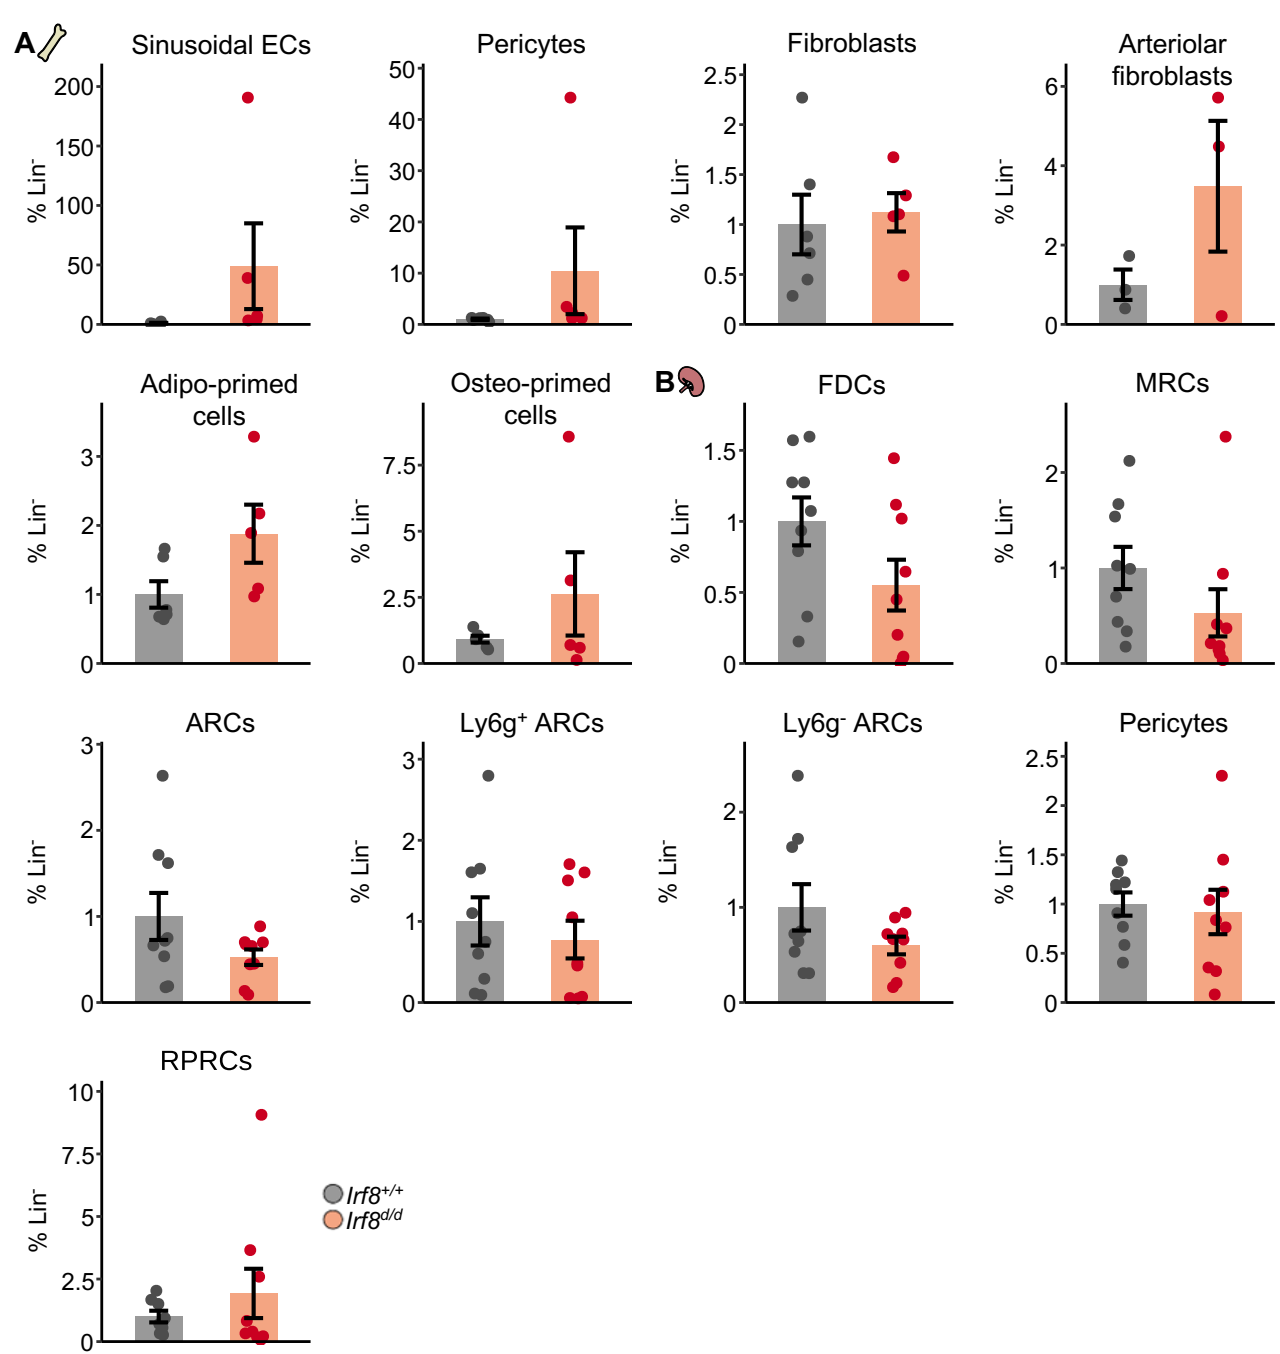 A
Sinusoidal ECs
% Lin⁻
200
150
100
50
0
Pericytes
% Lin⁻
50
40
30
20
10
0
Fibroblasts
% Lin⁻
2.5
2
1.5
1
0.5
0
Arteriolar
fibroblasts
% Lin⁻
6
4
2
0
Adipo-primed
cells
% Lin⁻
3
2
1
0
Osteo-primed
cells
% Lin⁻
7.5
5
2.5
0
B
FDCs
% Lin⁻
1.5
1
0.5
0
MRCs
% Lin⁻
2
1
0
ARCs
% Lin⁻
3
2
1
0
Ly6g⁺ ARCs
% Lin⁻
3
2
1
0
Ly6g⁻ ARCs
% Lin⁻
2
1
0
Pericytes
% Lin⁻
2.5
2
1.5
1
0.5
0
RPRCs
% Lin⁻
10
7.5
5
2.5
0
Irf8⁺/⁺
Irf8ᵈ/ᵈ